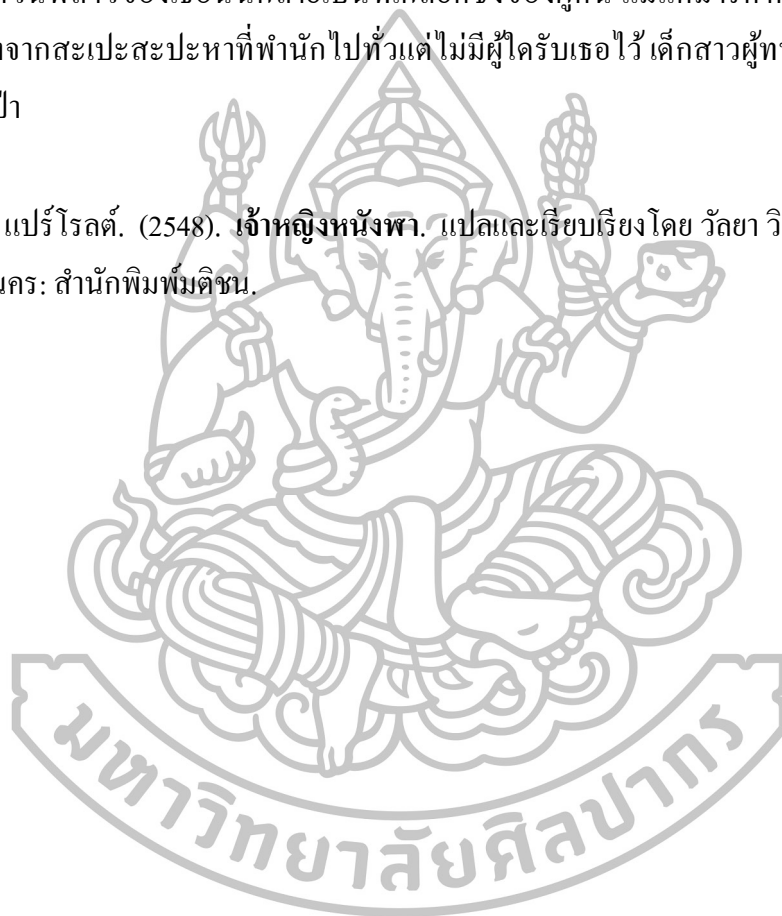 จากสะเปะสะปะหาที่พำนักไปทั่วแต่ไม่มีผู้ใดรับเธอไว้ เด็กสาวผู้
แปร์โรลต์. (2548). เจ้าหญิงหนังพา. แปลและเรียบเรียงโดย วัลยา วิ
นคร: สำนักพิมพ์มติชน.
มหาวิทยาลัยศิลปากร